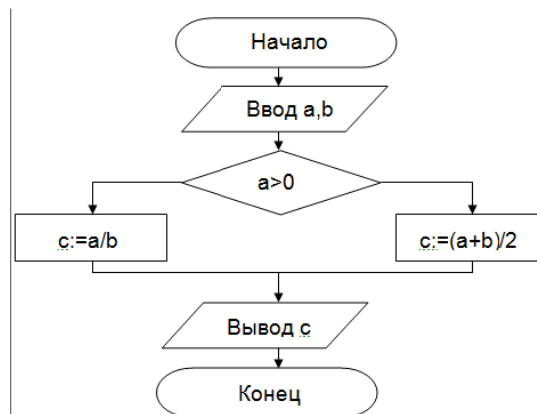 Начало
Ввод a,b
a>0
c:=a/b
c:=(a+b)/2
Вывод c
Конец